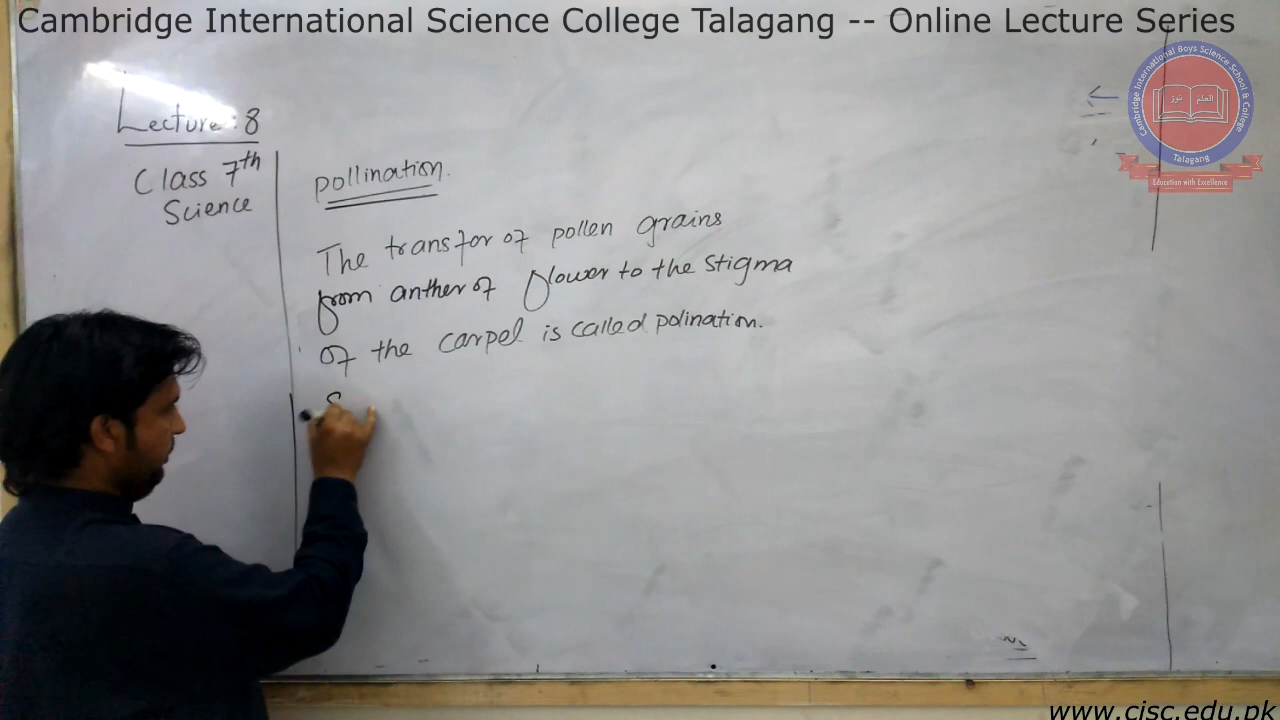 Cambridge International Science College Talagang -- Online Lecture Series
Cambridge International Boys Science School & College
العلم نور
Talagang
Education with Excellence
Lecture: 8
Class 7th
Science
pollination.
The transfor of pollen grains
from anther of flower to the stigma
of the carpel is called polination.
S
www.cisc.edu.pk